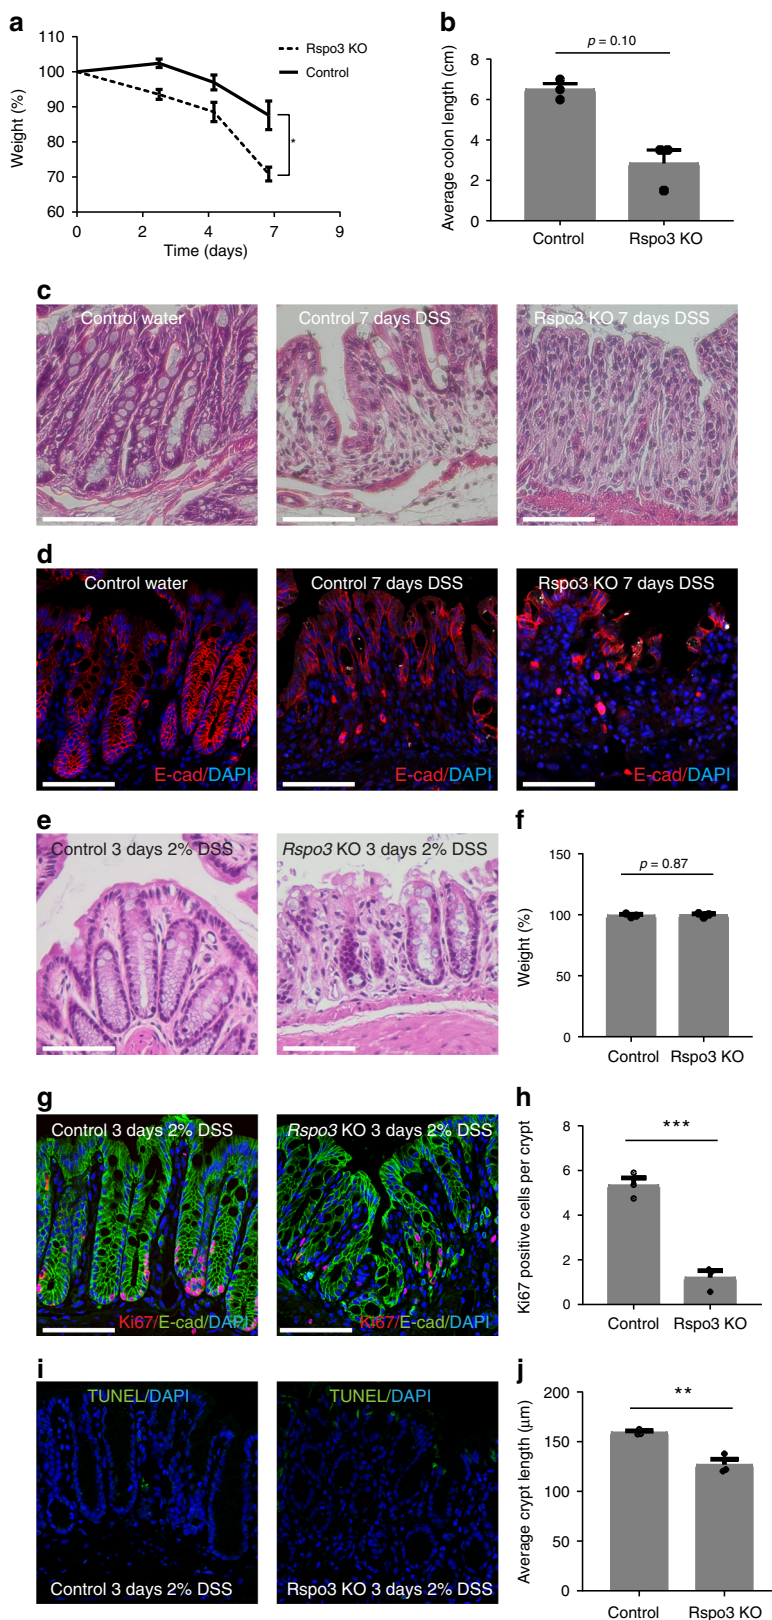 a
110
100
90
80
70
60
Weight (%)
Rspo3 KO
Control
*
0 2 4 7 9
Time (days)
b
p = 0.10
8
6
4
2
0
Average colon length (cm)
Control Rspo3 KO
c
Control water
Control 7 days DSS
Rspo3 KO 7 days DSS
d
Control water
Control 7 days DSS
Rspo3 KO 7 days DSS
E-cad/DAPI
E-cad/DAPI
E-cad/DAPI
e
Control 3 days 2% DSS
Rspo3 KO 3 days 2% DSS
f
150
100
50
0
Weight (%)
p = 0.87
Control Rspo3 KO
g
Control 3 days 2% DSS
Rspo3 KO 3 days 2% DSS
Ki67/E-cad/DAPI
Ki67/E-cad/DAPI
h
8
6
4
2
0
Ki67 positive cells per crypt
***
Control Rspo3 KO
i
TUNEL/DAPI
TUNEL/DAPI
Control 3 days 2% DSS
Rspo3 KO 3 days 2% DSS
j
200
150
100
50
0
Average crypt length (μm)
**
Control Rspo3 KO